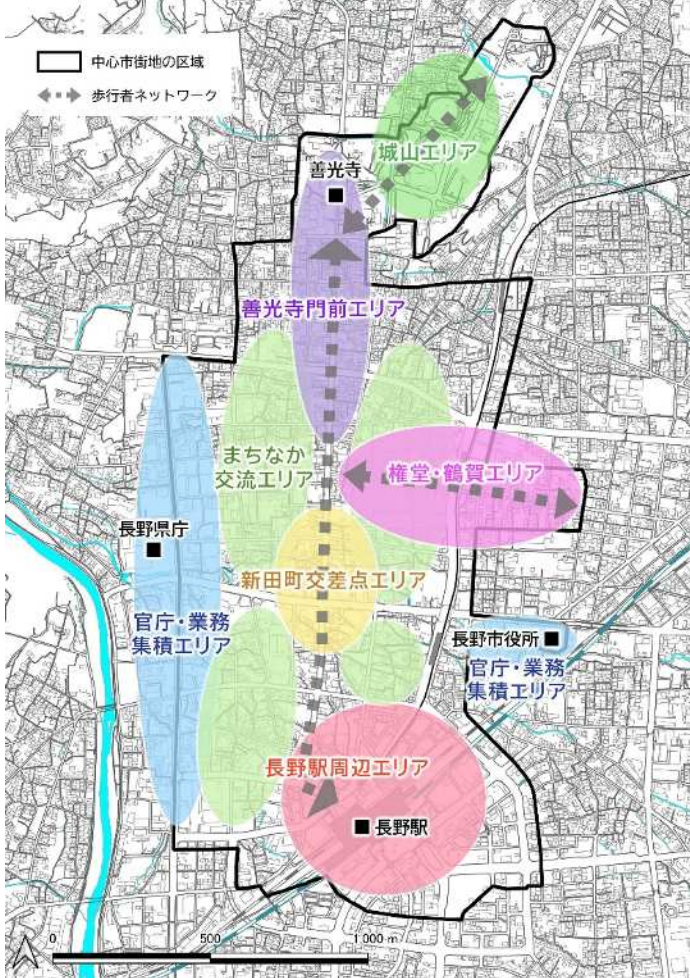 中心市街地の区域
歩行者ネットワーク
城山エリア
善光寺
善光寺門前エリア
まちなか
交流エリア
権堂・鶴賀エリア
長野県庁
新田町交差点エリア
官庁・業務
集積エリア
長野市役所
官庁・業務
集積エリア
長野駅周辺エリア
長野駅
0
500
1 000 m